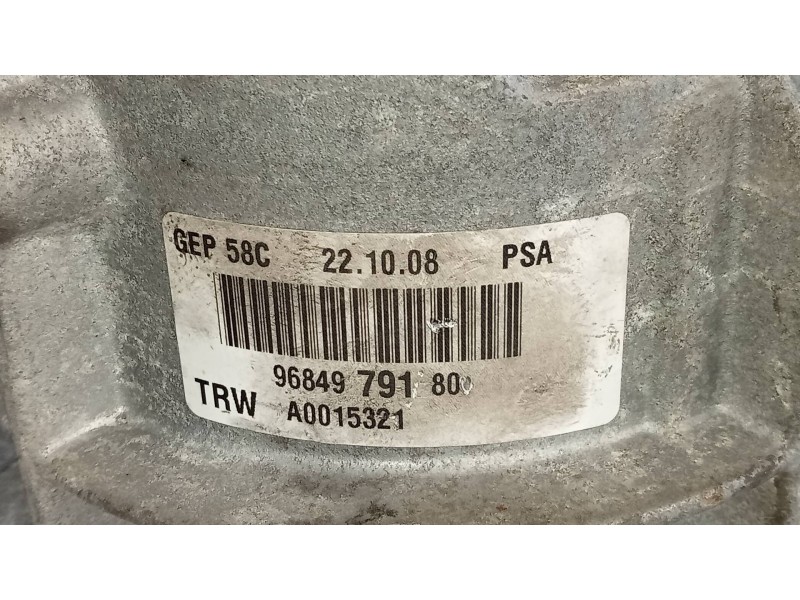 GEP 58C 22.10.08 PSA
96849 791 80
TRW A0015321